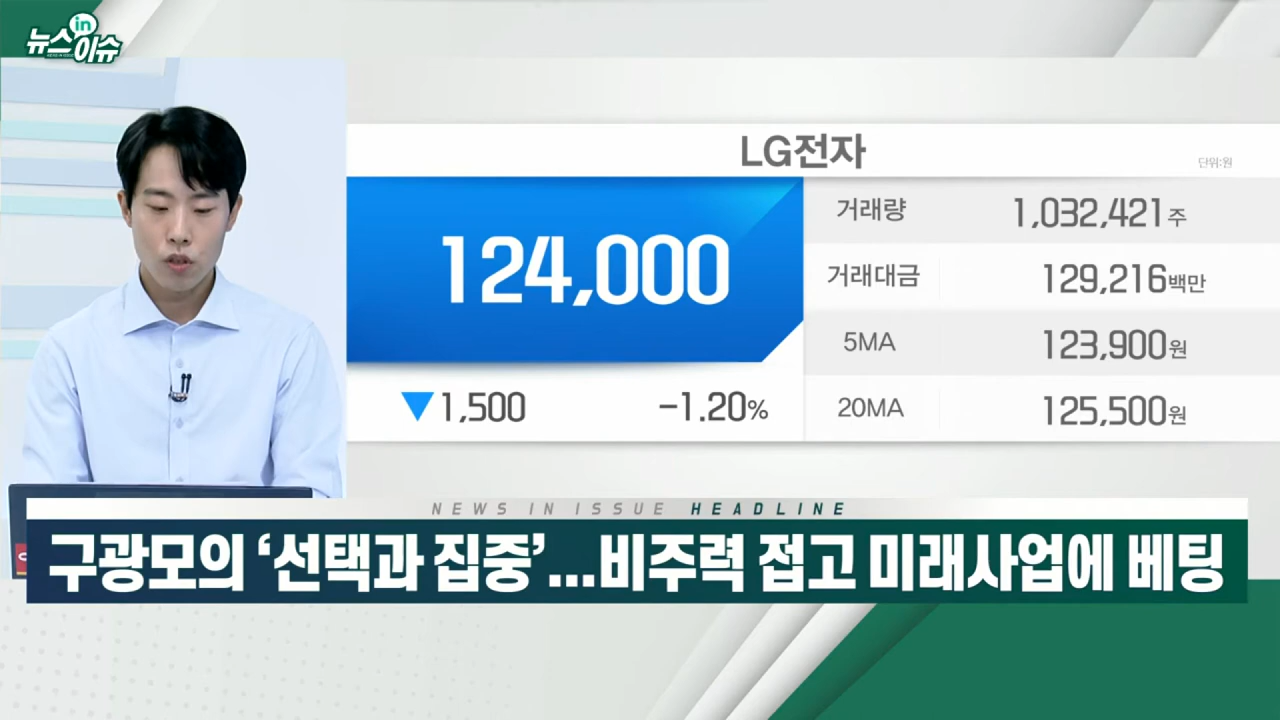 뉴스in이슈
LG전자
단위:원
124,000
▼1,500 -1.20%
거래량 1,032,421주
거래대금 129,216백만
5MA 123,900원
20MA 125,500원
NEWS IN ISSUE HEADLINE
구광모의 ‘선택과 집중’...비주력 접고 미래사업에 베팅